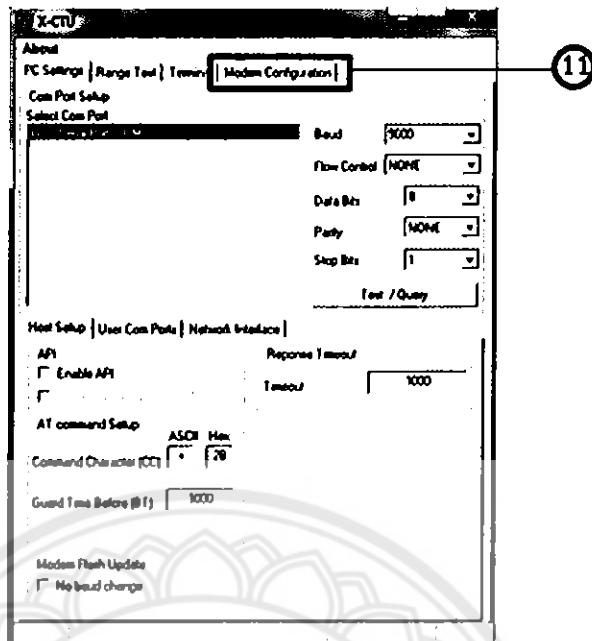 X-CTU
About
PC Settings Range Test Modem Configuration
11
Com Port Setup
Select Com Port
Baud
Flow Control NONE
Data Bits 8
Parity NONE
Stop Bits 1
Test / Query
Host Setup User Com Ports Network Interface
API
Reponse Timeout
Enable API
Timeout 1000
AT command Setup
ASCII Hex
Command Character (CC) + 2B
Guard Time Before (BT) 1000
Modem Flash Update
No baud change